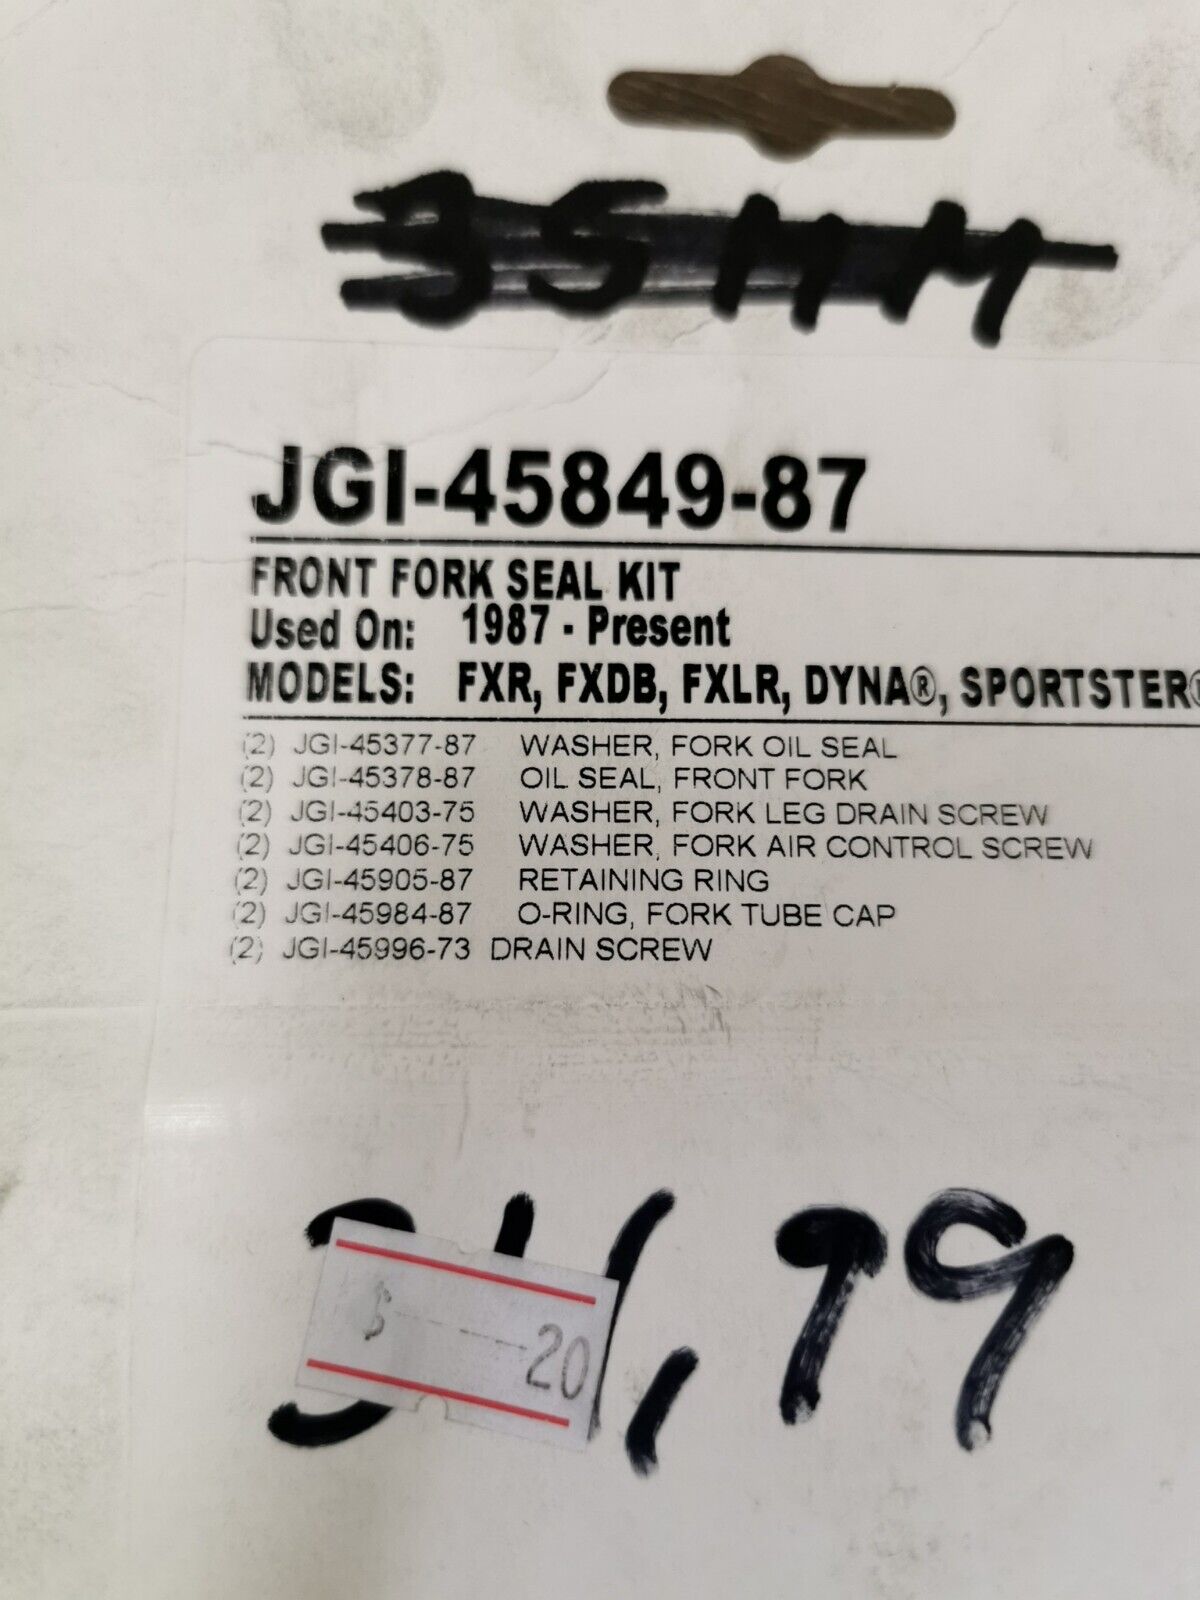 35MM
JGI-45849-87
FRONT FORK SEAL KIT
Used On: 1987 - Present
MODELS: FXR, FXDB, FXLR, DYNA®, SPORTSTER®
(2) JGI-45377-87 WASHER, FORK OIL SEAL
(2) JGI-45378-87 OIL SEAL, FRONT FORK
(2) JGI-45403-75 WASHER, FORK LEG DRAIN SCREW
(2) JGI-45406-75 WASHER, FORK AIR CONTROL SCREW
(2) JGI-45905-87 RETAINING RING
(2) JGI-45984-87 O-RING, FORK TUBE CAP
(2) JGI-45996-73 DRAIN SCREW
$ -----20